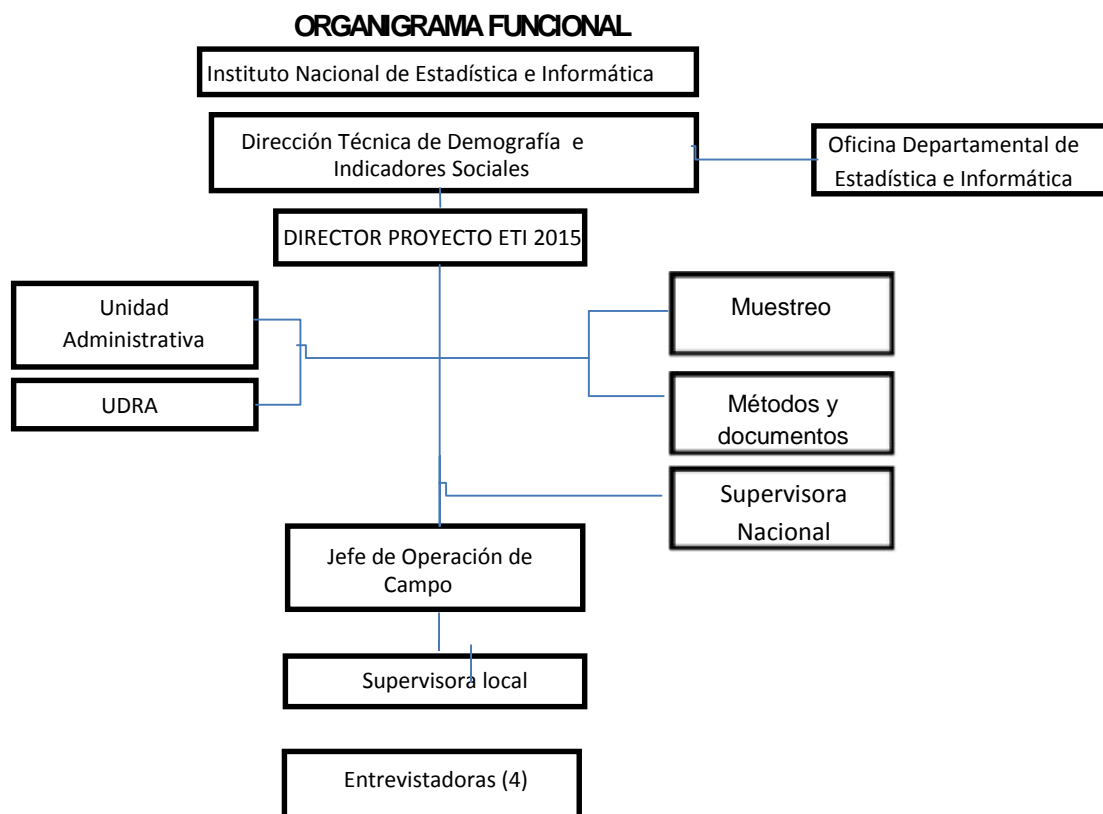 ORGANIGRAMA FUNCIONAL
Instituto Nacional de Estadística e Informática
Dirección Técnica de Demografía e
Indicadores Sociales
Oficina Departamental de
Estadística e Informática
DIRECTOR PROYECTO ETI 2015
Unidad
Administrativa
UDRA
Muestreo
Métodos y
documentos
Supervisora
Nacional
Jefe de Operación de
Campo
Supervisora local
Entrevistadoras (4)